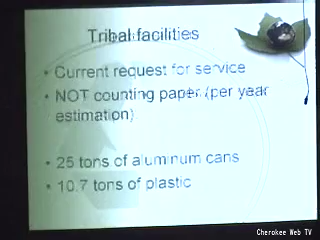 Tribal facilities
• Current request for service
• NOT counting paper (per year
estimation)
• 25 tons of aluminum cans
• 10.7 tons of plastic
Cherokee Web TV